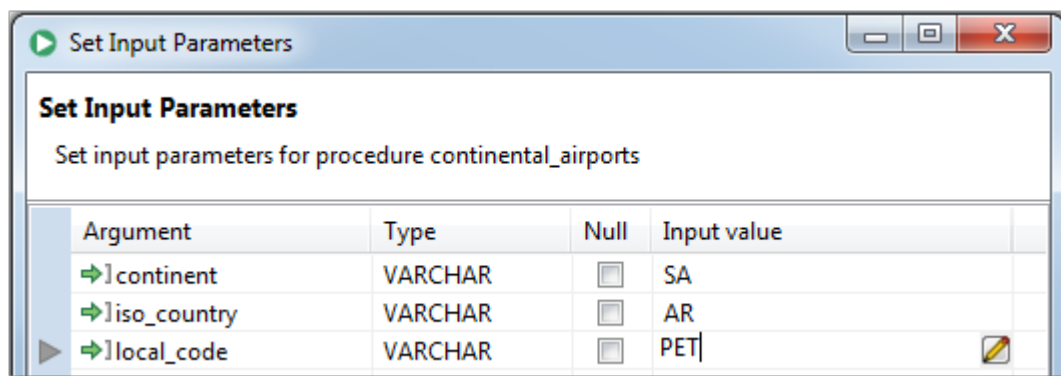 Set Input Parameters
Set Input Parameters
Set input parameters for procedure continental_airports
Argument Type Null Input value
continent VARCHAR SA
iso_country VARCHAR AR
local_code VARCHAR PET